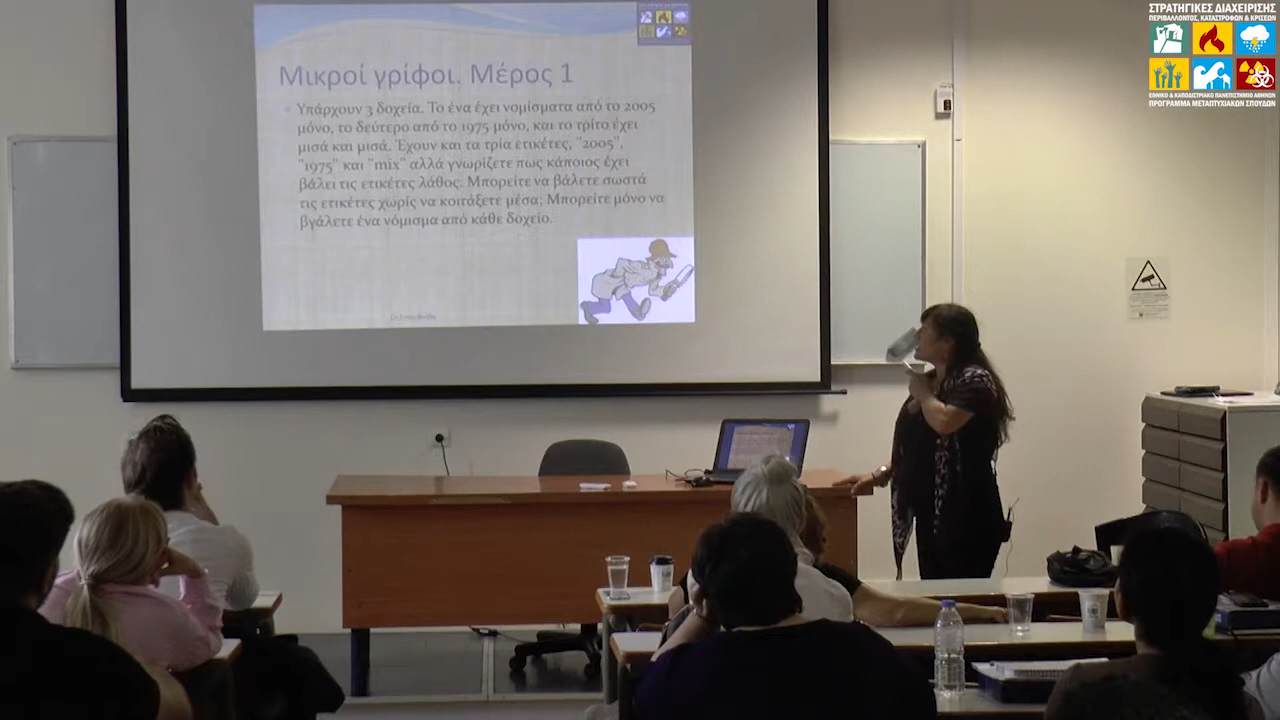 ΣΤΡΑΤΗΓΙΚΕΣ ΔΙΑΧΕΙΡΙΣΗΣ
ΠΕΡΙΒΑΛΛΟΝΤΟΣ, ΚΑΤΑΣΤΡΟΦΩΝ & ΚΡΙΣΕΩΝ
ΕΘΝΙΚΟ & ΚΑΠΟΔΙΣΤΡΙΑΚΟ ΠΑΝΕΠΙΣΤΗΜΙΟ ΑΘΗΝΩΝ
ΠΡΟΓΡΑΜΜΑ ΜΕΤΑΠΤΥΧΙΑΚΩΝ ΣΠΟΥΔΩΝ
Μικροί γρίφοι. Μέρος 1
Υπάρχουν 3 δοχεία. Το ένα έχει νομίσματα από το 2005
μόνο, το δεύτερο από το 1975 μόνο, και το τρίτο έχει
μισά και μισά. Έχουν και τα τρία ετικέτες, "2005",
"1975" και "mix" αλλά γνωρίζετε πως κάποιος έχει
βάλει τις ετικέτες λάθος. Μπορείτε να βάλετε σωστά
τις ετικέτες χωρίς να κοιτάξετε μέσα; Μπορείτε μόνο να
βγάλετε ένα νόμισμα από κάθε δοχείο.